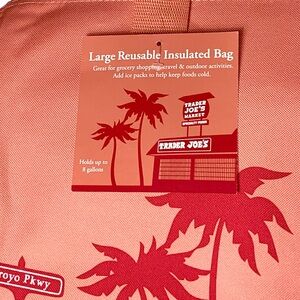 Large Reusable Insulated Bag
Great for grocery shopping, travel & outdoor activities.
Add ice packs to help keep foods cold.
TRADER
JOE'S
MARKET
SPECIALTY FOODS
TRADER JOE'S
Holds up to
8 gallons
royo Pkwy